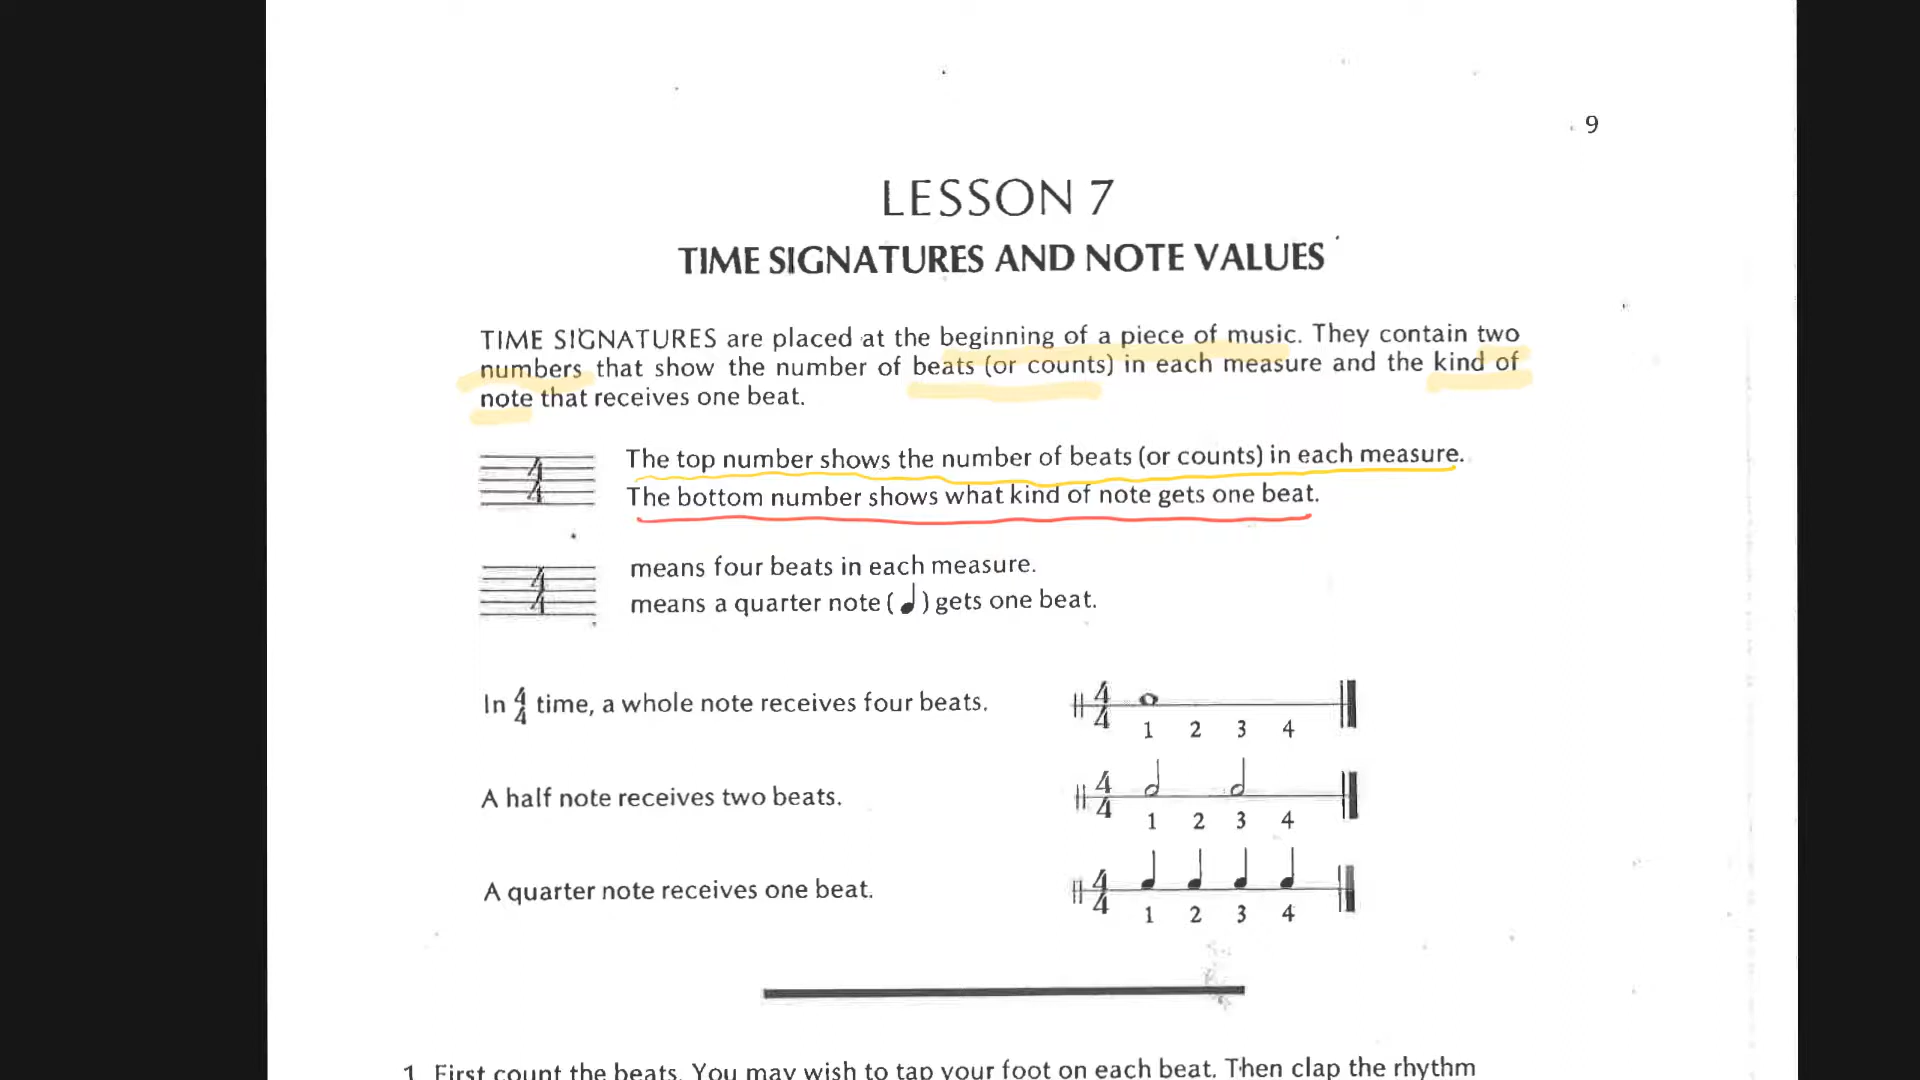 9
LESSON 7
TIME SIGNATURES AND NOTE VALUES
TIME SIGNATURES are placed at the beginning of a piece of music. They contain two
numbers that show the number of beats (or counts) in each measure and the kind of
note that receives one beat.
4 The top number shows the number of beats (or counts) in each measure.
4 The bottom number shows what kind of note gets one beat.
4 means four beats in each measure.
4 means a quarter note (♩) gets one beat.
In 4/4 time, a whole note receives four beats.
4/4
1 2 3 4
A half note receives two beats.
4/4
1 2 3 4
A quarter note receives one beat.
4/4
1 2 3 4
1. First count the beats. You may wish to tap your foot on each beat. Then clap the rhythm